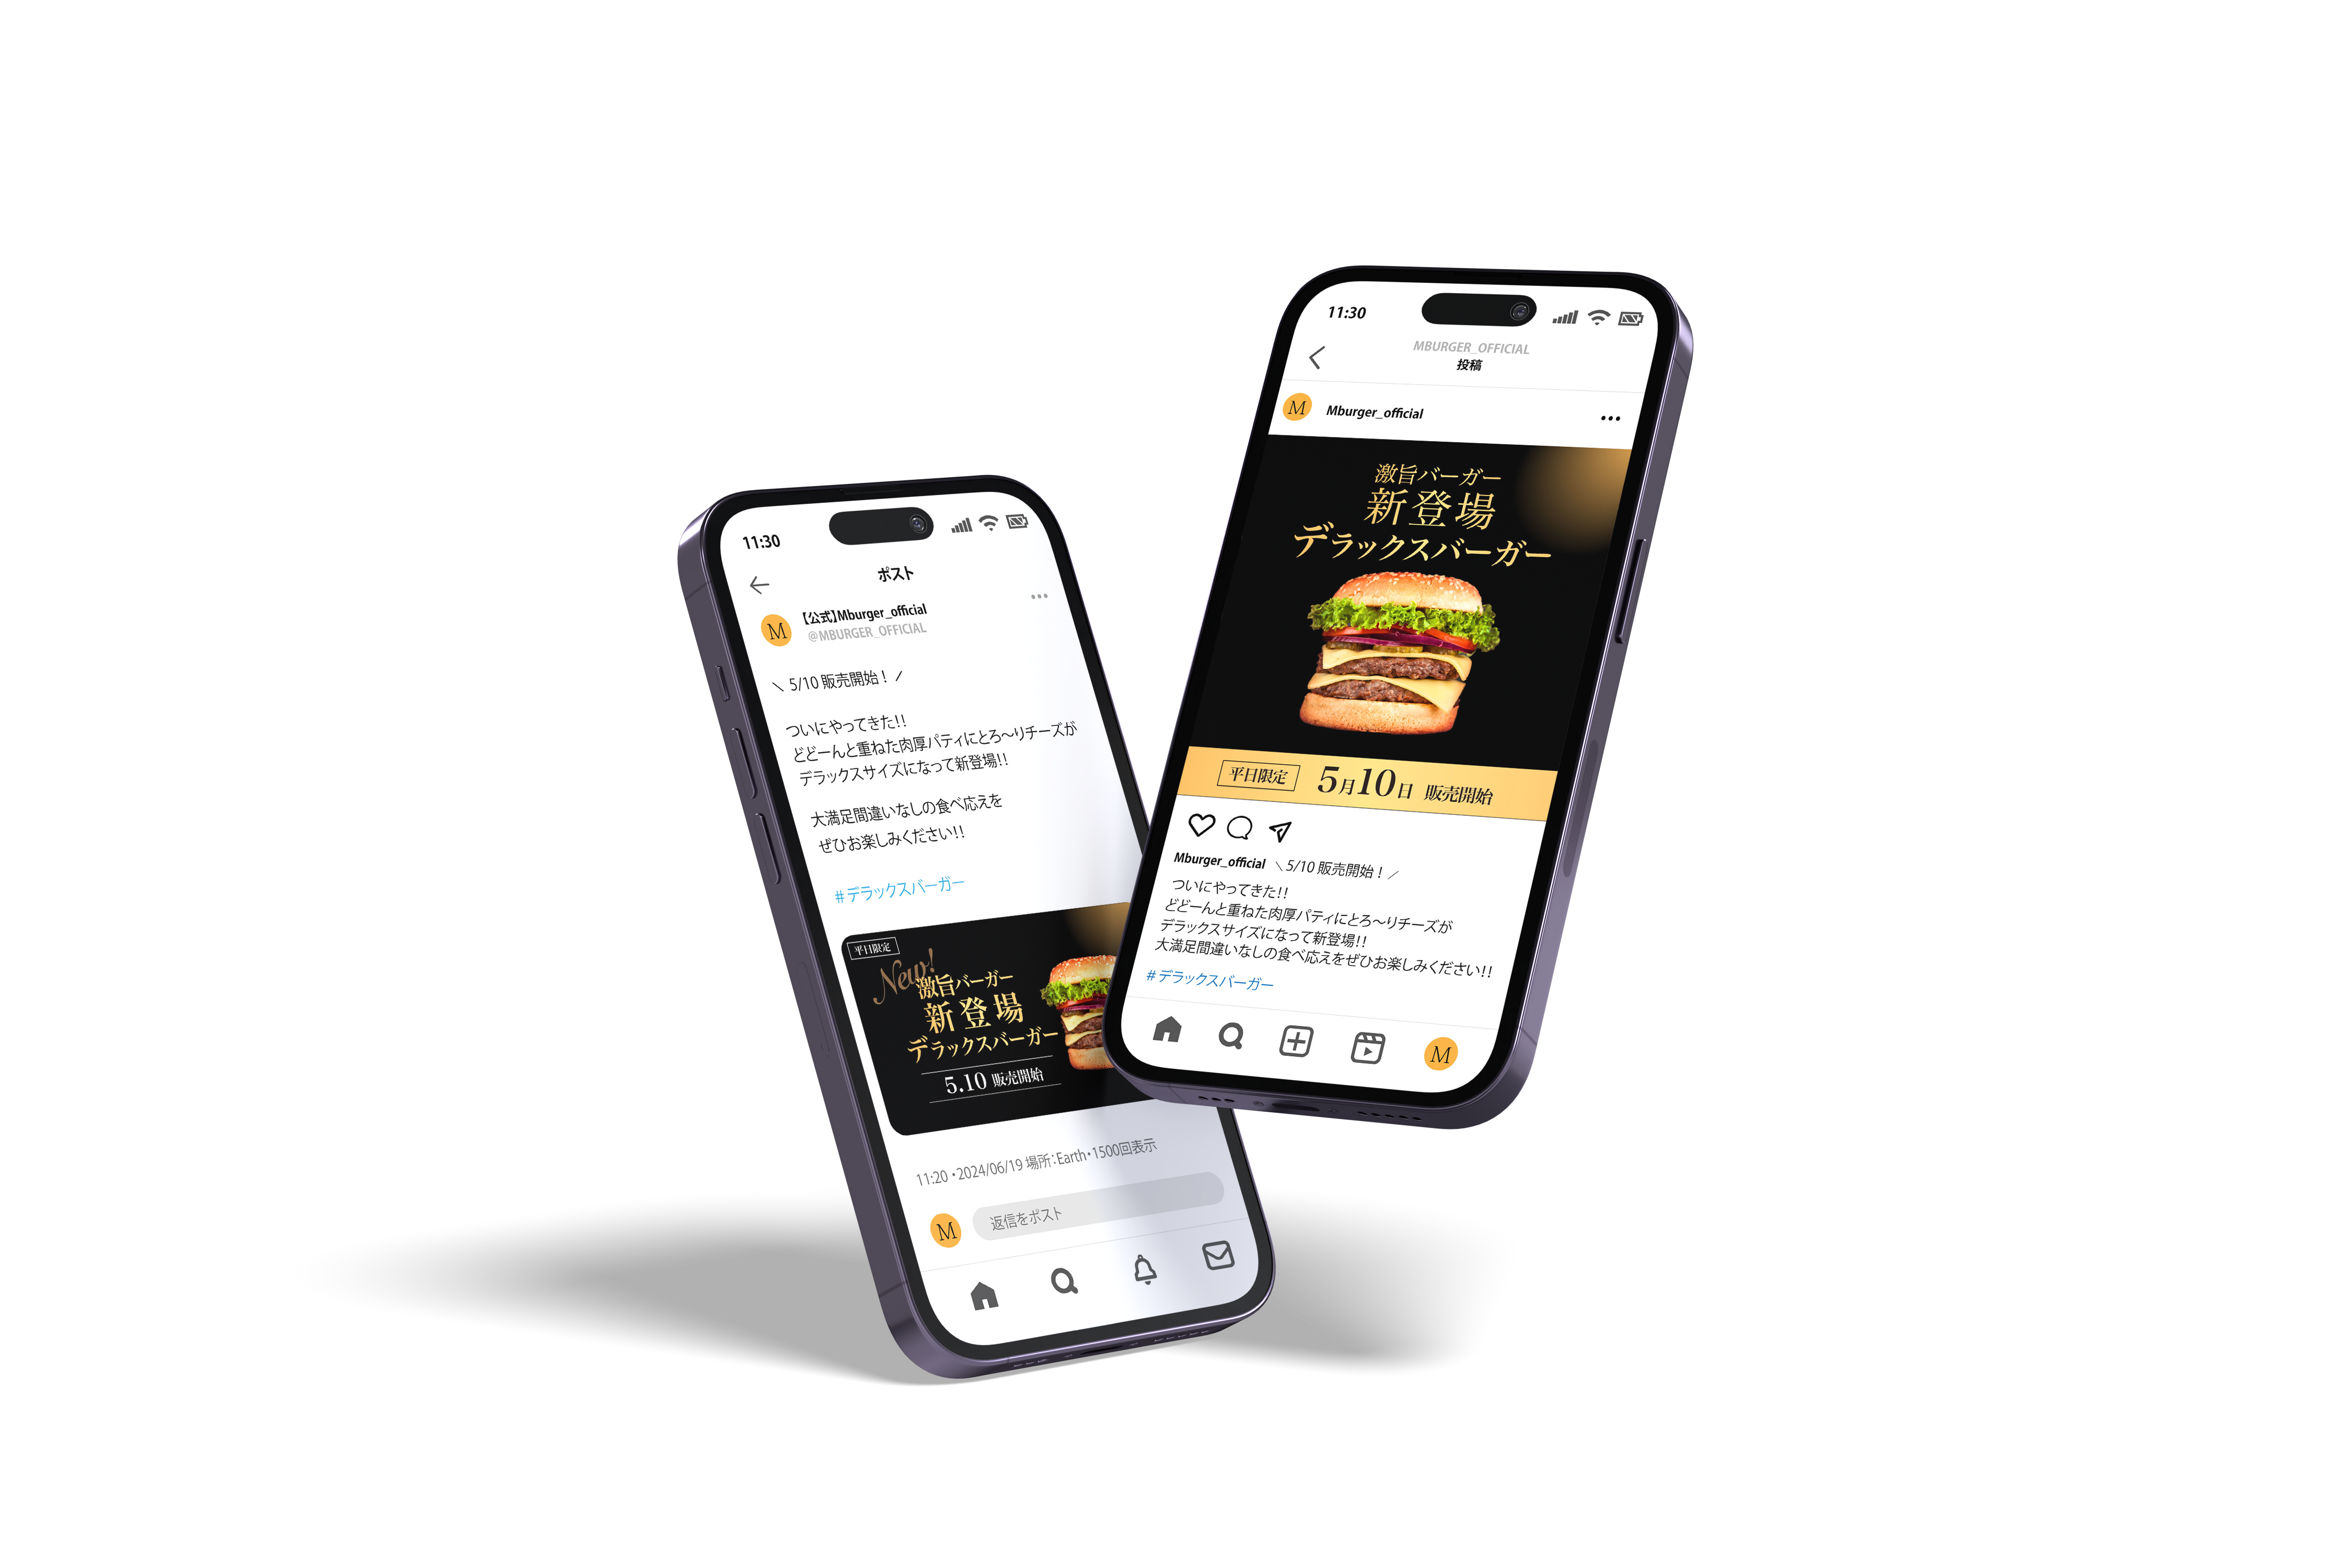 11:30
ポスト
M
【公式】Mburger_official
@MBURGER_OFFICIAL
＼ 5/10 販売開始！ ／
ついにやってきた!!
どどーんと重ねた肉厚パティにとろ〜りチーズが
デラックスサイズになって新登場!!
大満足間違いなしの食べ応えを
ぜひお楽しみください!!
#デラックスバーガー
平日限定
New!
激旨バーガー
新登場
デラックスバーガー
5.10 販売開始
11:20・2024/06/19 場所：Earth・1500回表示
M
返信をポスト
11:30
MBURGER_OFFICIAL
投稿
M Mburger_official
激旨バーガー
新登場
デラックスバーガー
平日限定 5月10日 販売開始
Mburger_official ＼ 5/10 販売開始！ ／
ついにやってきた!!
どどーんと重ねた肉厚パティにとろ〜りチーズが
デラックスサイズになって新登場!!
大満足間違いなしの食べ応えをぜひお楽しみください!!
#デラックスバーガー
M